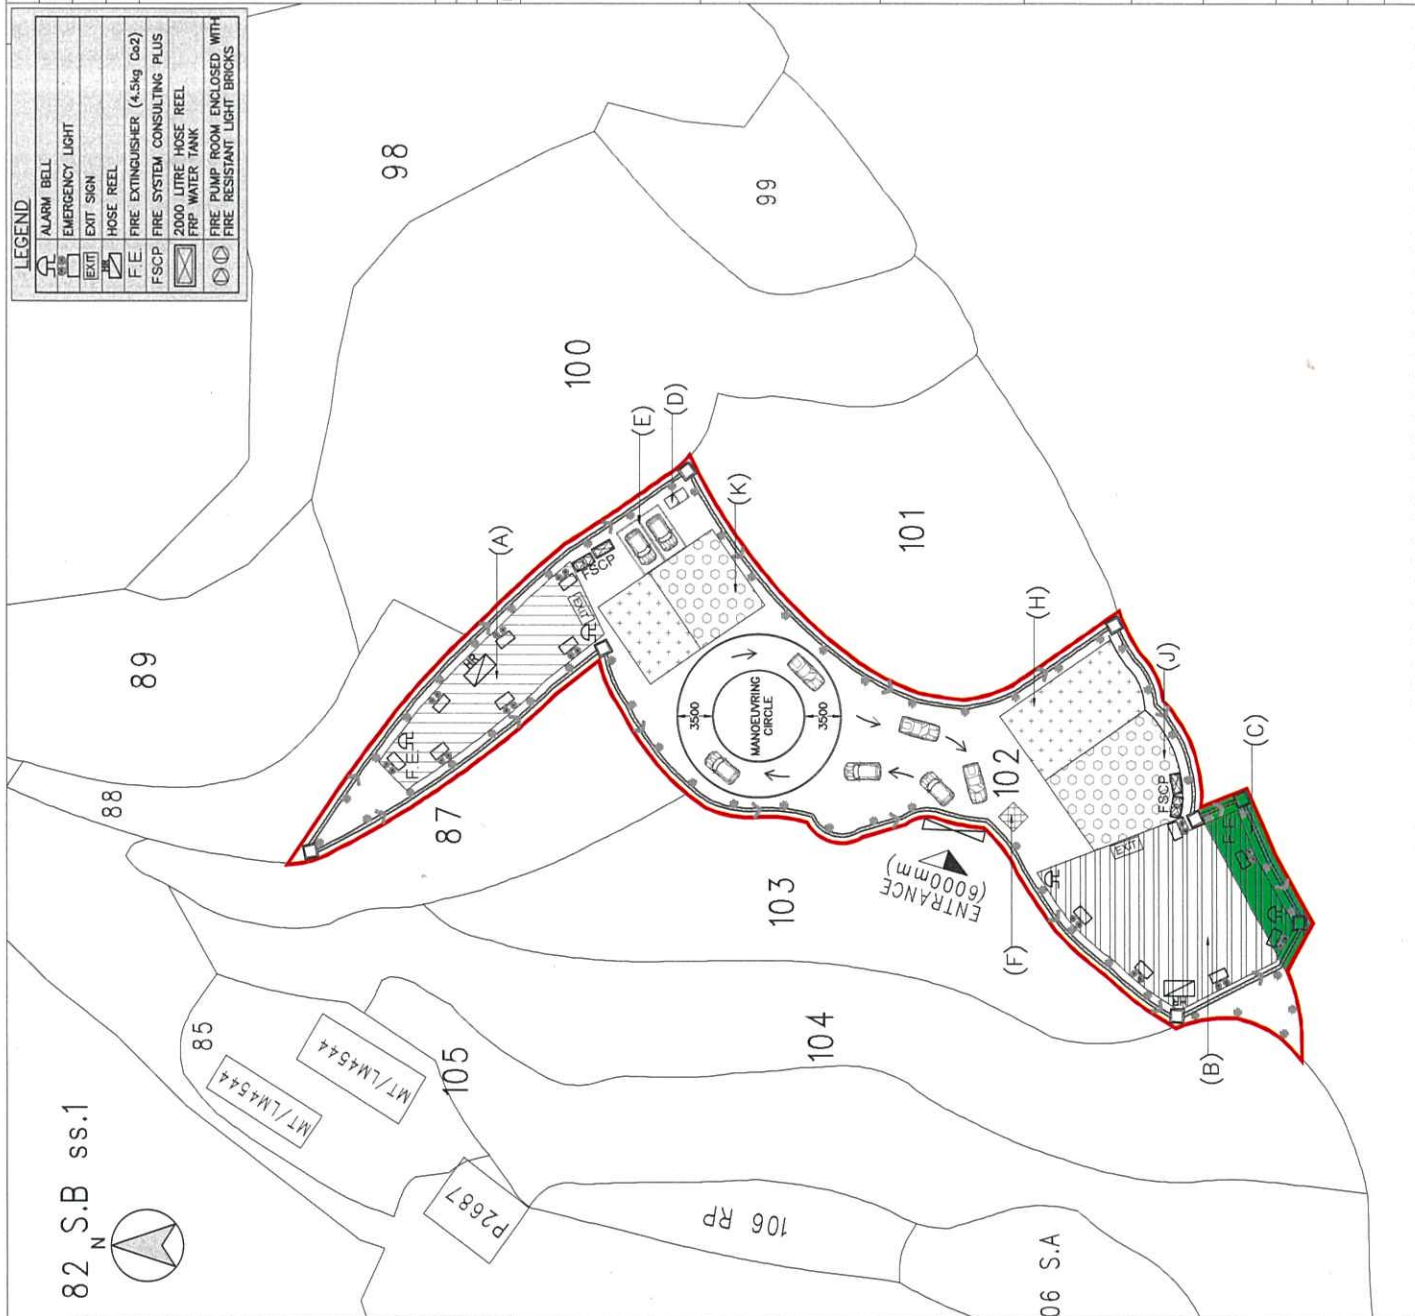 LEGEND
ALARM BELL
EMERGENCY LIGHT
EXIT EXIT SIGN
HR HOSE REEL
F.E. FIRE EXTINGUISHER (4.5kg Co2)
FSCP FIRE SYSTEM CONSULTING PLUS
2000 LITRE HOSE REEL
FRP WATER TANK
FIRE PUMP ROOM ENCLOSED WITH
FIRE RESISTANT LIGHT BRICKS
98
99
100
(E)
(D)
(K)
(A)
101
89
FSCP
EXIT
HR
(H)
MANOEUVRING
CIRCLE
3500
3500
(J)
F.E.
88
87
102
FSCP
(C)
F.E.
EXIT
103
ENTRANCE
(6000mm)
(F)
HR
(B)
85
MT/LM4544
MT/LM4544
105
104
82 S.B ss.1
N
P2687
106 RP
06 S.A